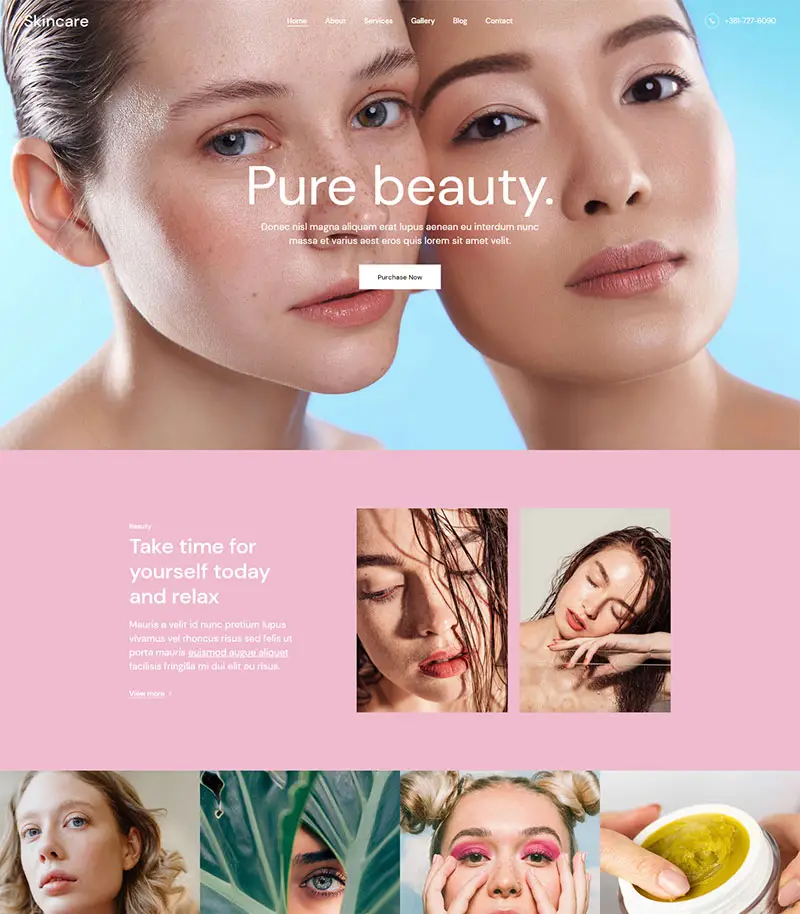 Skincare
Home About Services Gallery Blog Contact
+381-727-6090
Pure beauty.
Donec nisl magna aliquam erat lupus aenean eu interdum nunc
massa et varius aest eros quis lorem sit amet velit.
Purchase Now
Beauty
Take time for
yourself today
and relax
Mauris a velit id nunc pretium lupus
vivamus vel rhoncus risus sed felis ut
porta mauris euismod augue aliquet
facilisis fringilla mi dui elit au risus.
View more